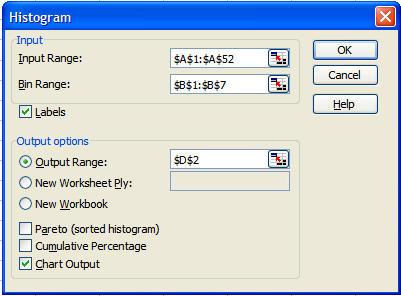 Histogram
Input
Input Range: $A$1:$A$52
Bin Range: $B$1:$B$7
Labels
OK
Cancel
Help
Output options
Output Range: $D$2
New Worksheet Ply:
New Workbook
Pareto (sorted histogram)
Cumulative Percentage
Chart Output